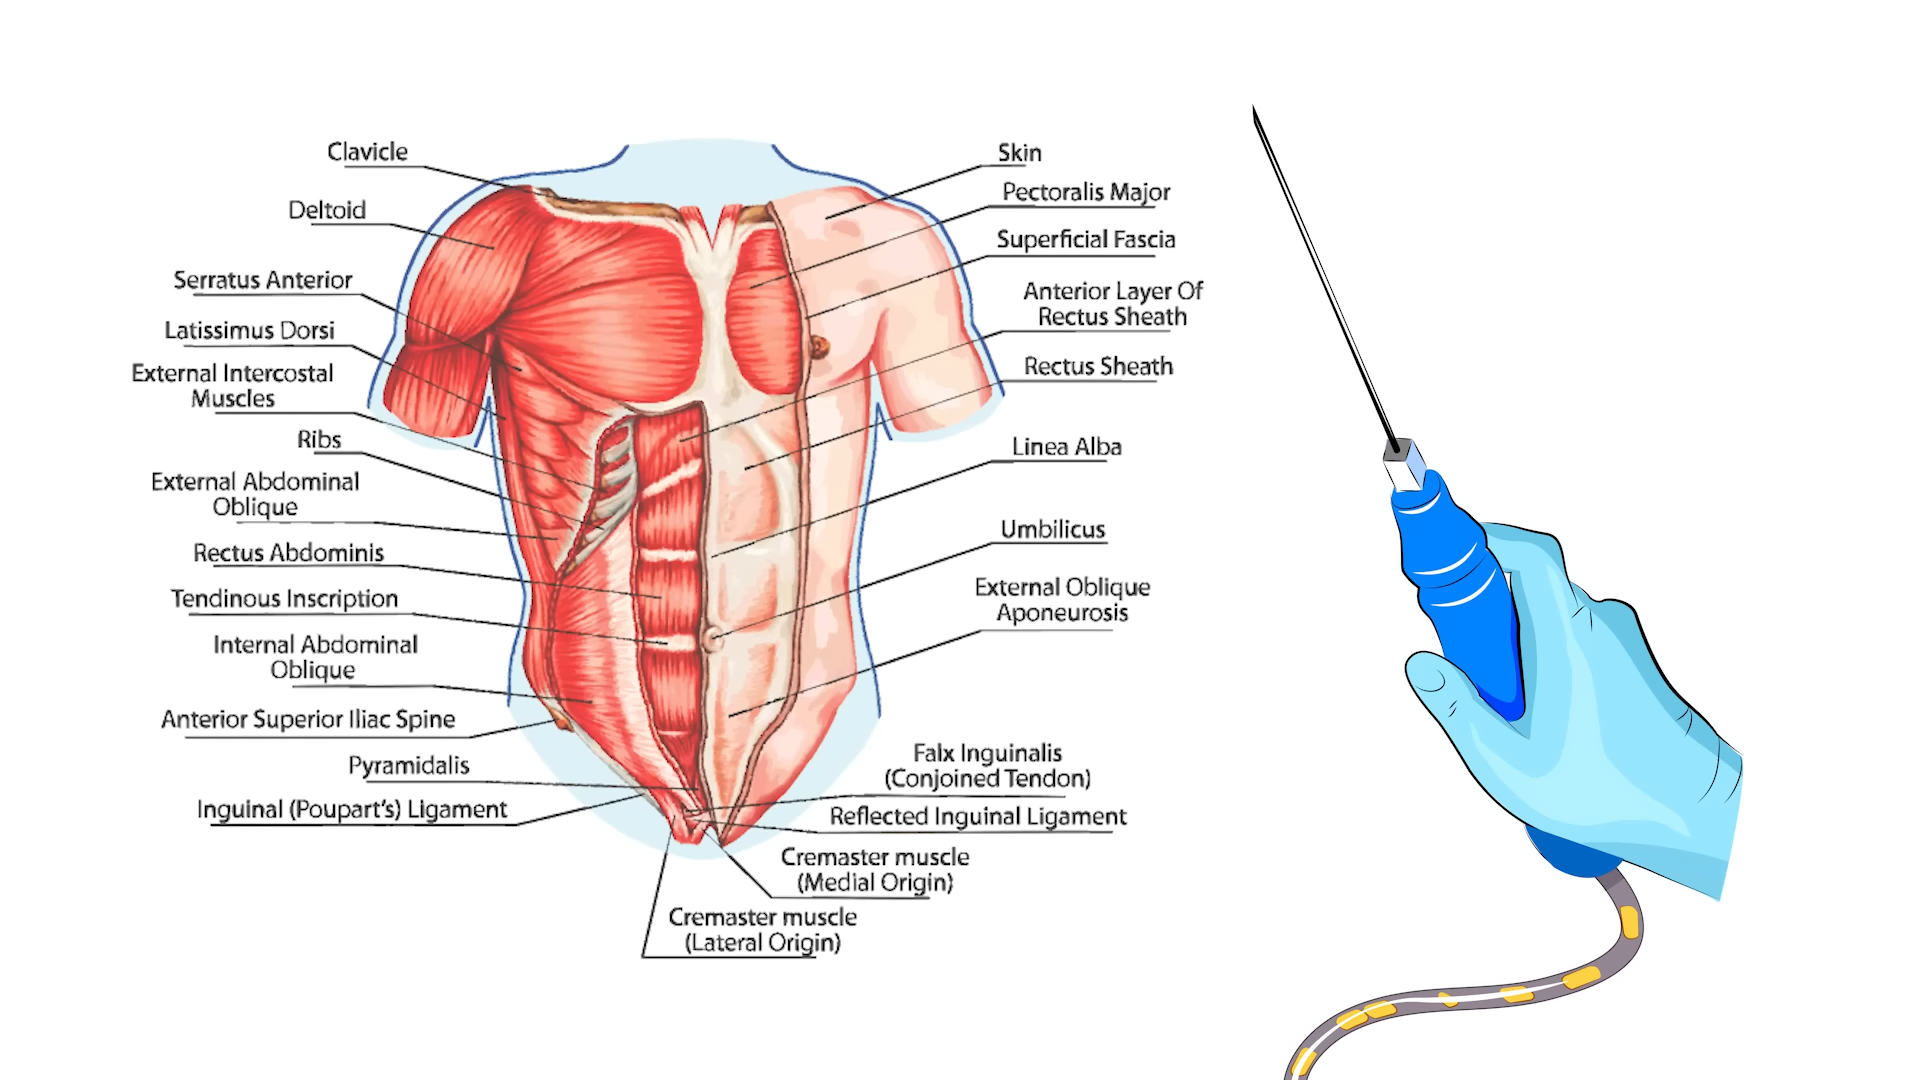 Clavicle
Deltoid
Serratus Anterior
Latissimus Dorsi
External Intercostal
Muscles
Ribs
External Abdominal
Oblique
Rectus Abdominis
Tendinous Inscription
Internal Abdominal
Oblique
Anterior Superior Iliac Spine
Pyramidalis
Inguinal (Poupart's) Ligament
Skin
Pectoralis Major
Superficial Fascia
Anterior Layer Of
Rectus Sheath
Rectus Sheath
Linea Alba
Umbilicus
External Oblique
Aponeurosis
Falx Inguinalis
(Conjoined Tendon)
Reflected Inguinal Ligament
Cremaster muscle
(Medial Origin)
Cremaster muscle
(Lateral Origin)